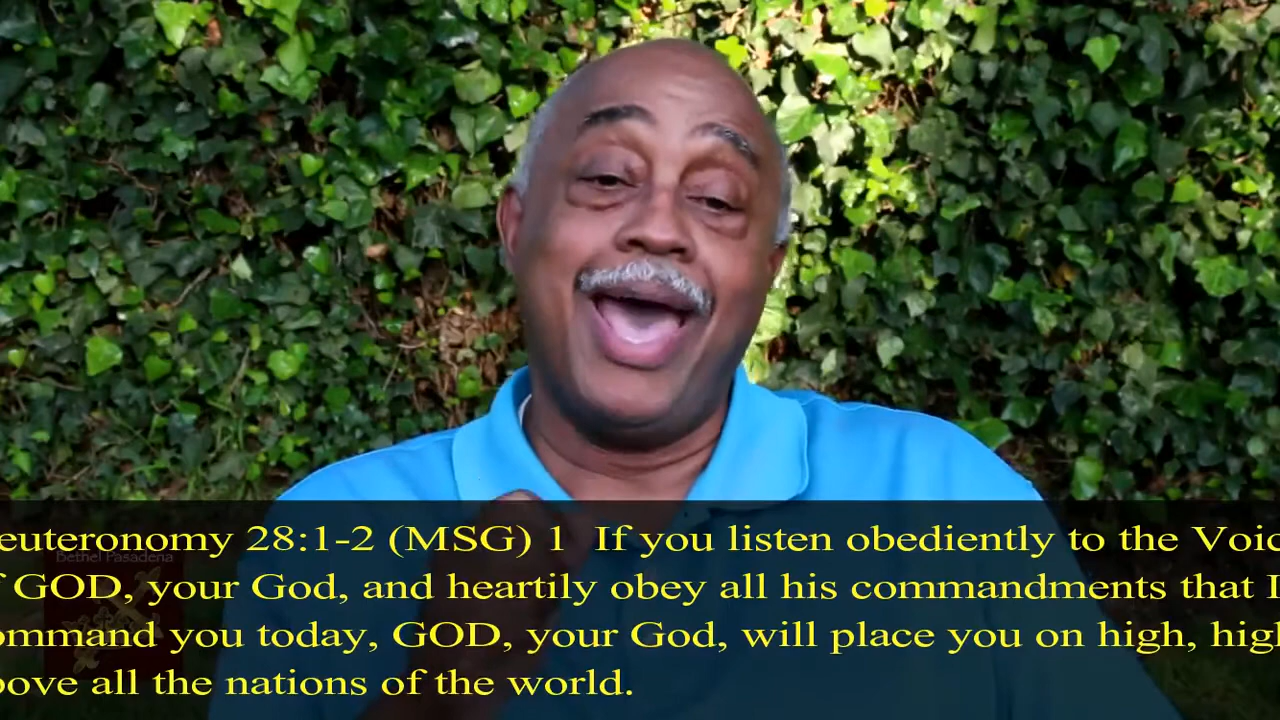 euteronomy 28:1-2 (MSG) 1 If you listen obediently to the Voic
f GOD, your God, and heartily obey all his commandments that I
ommand you today, GOD, your God, will place you on high, high
bove all the nations of the world.
Bethel Pasadena